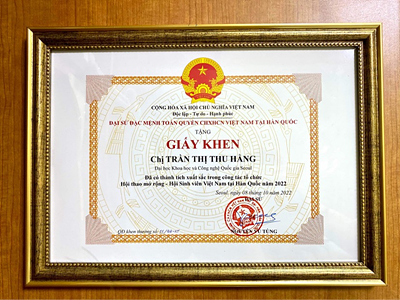 CỘNG HÒA XÃ HỘI CHỦ NGHĨA VIỆT NAM
Độc lập - Tự do - Hạnh phúc
ĐẠI SỨ ĐẶC MỆNH TOÀN QUYỀN CHXHCN VIỆT NAM TẠI HÀN QUỐC
TẶNG
GIẤY KHEN
Chị TRẦN THỊ THU HẰNG
Đại học Khoa học và Công nghệ Quốc gia Seoul
Đã có thành tích xuất sắc trong công tác tổ chức
Hội thao mở rộng - Hội Sinh viên Việt Nam tại Hàn Quốc năm 2022
Seoul, ngày 08 tháng 10 năm 2022
ĐẠI SỨ
NGUYỄN VŨ TÙNG
QĐ khen thưởng số